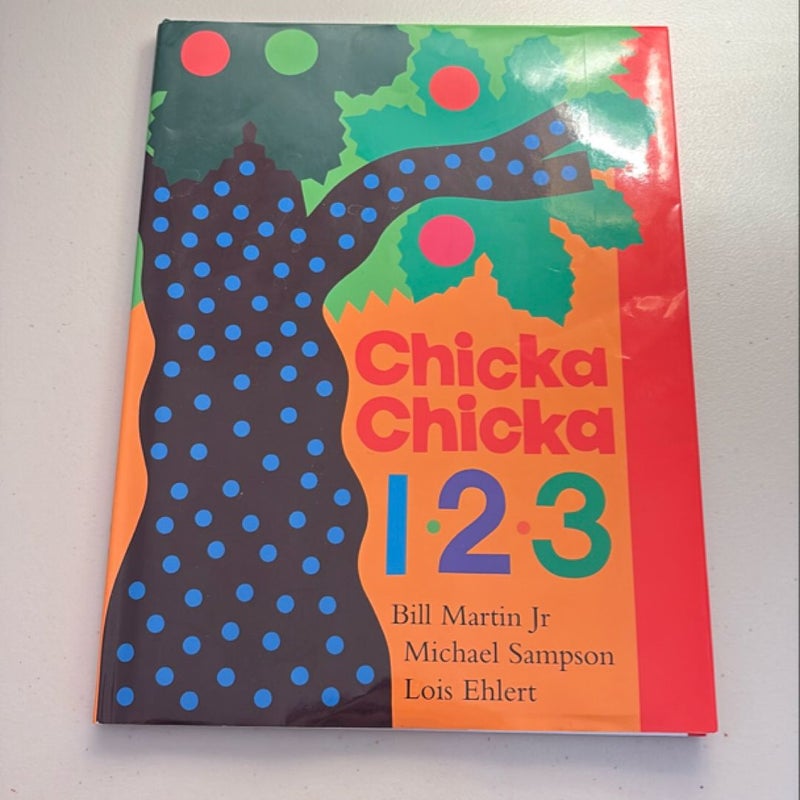 Chicka
Chicka
1·2·3
Bill Martin Jr
Michael Sampson
Lois Ehlert